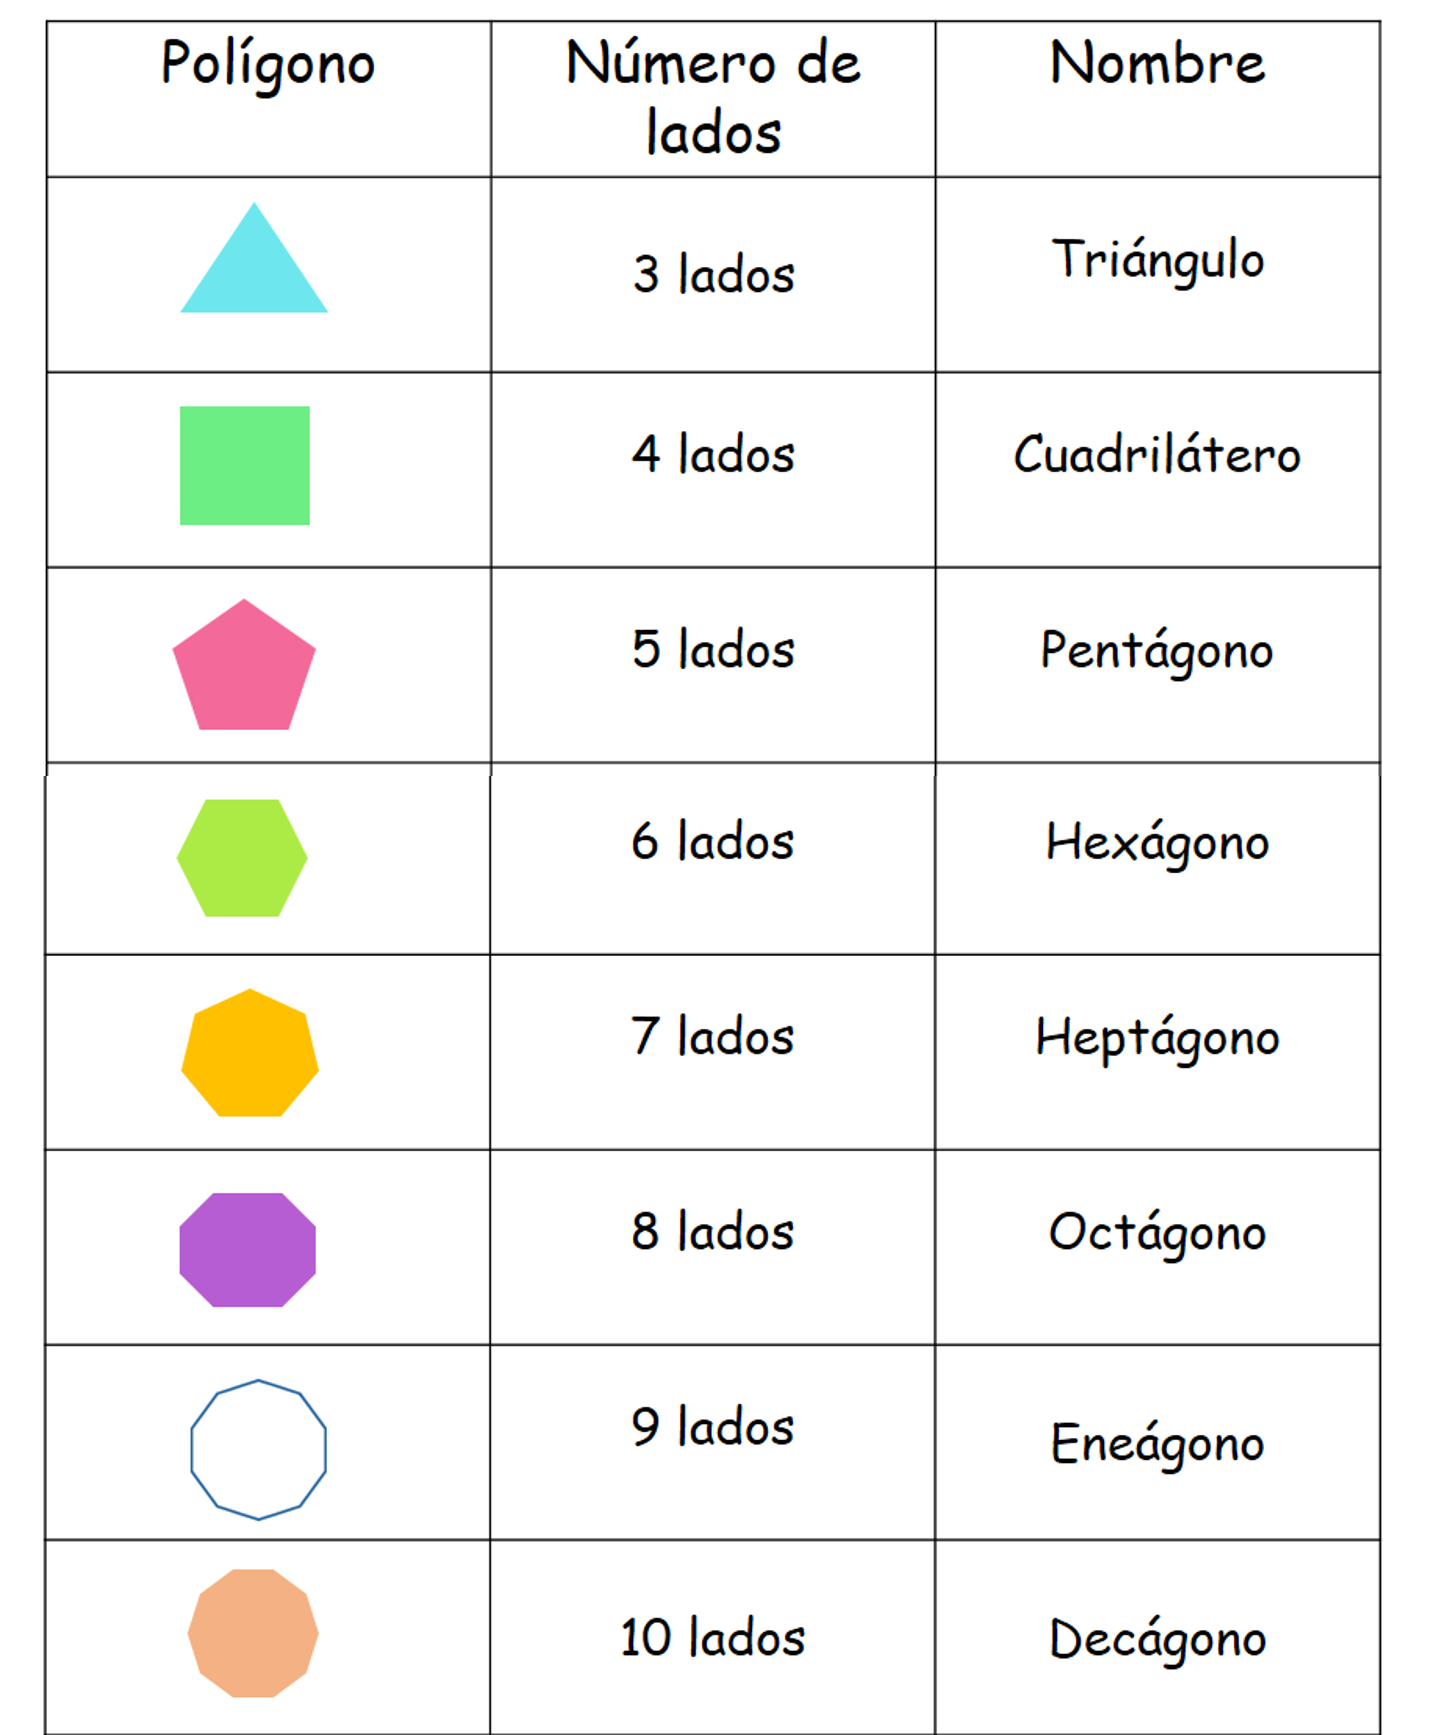 Polígono Número de Nombre
lados
3 lados Triángulo
4 lados Cuadrilátero
5 lados Pentágono
6 lados Hexágono
7 lados Heptágono
8 lados Octágono
9 lados Eneágono
10 lados Decágono